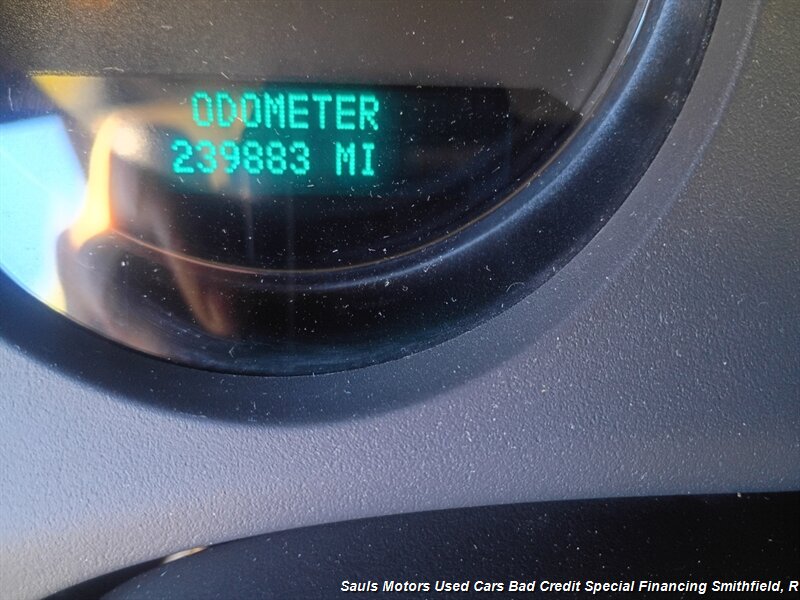 ODOMETER
239883 MI
Sauls Motors Used Cars Bad Credit Special Financing Smithfield, R